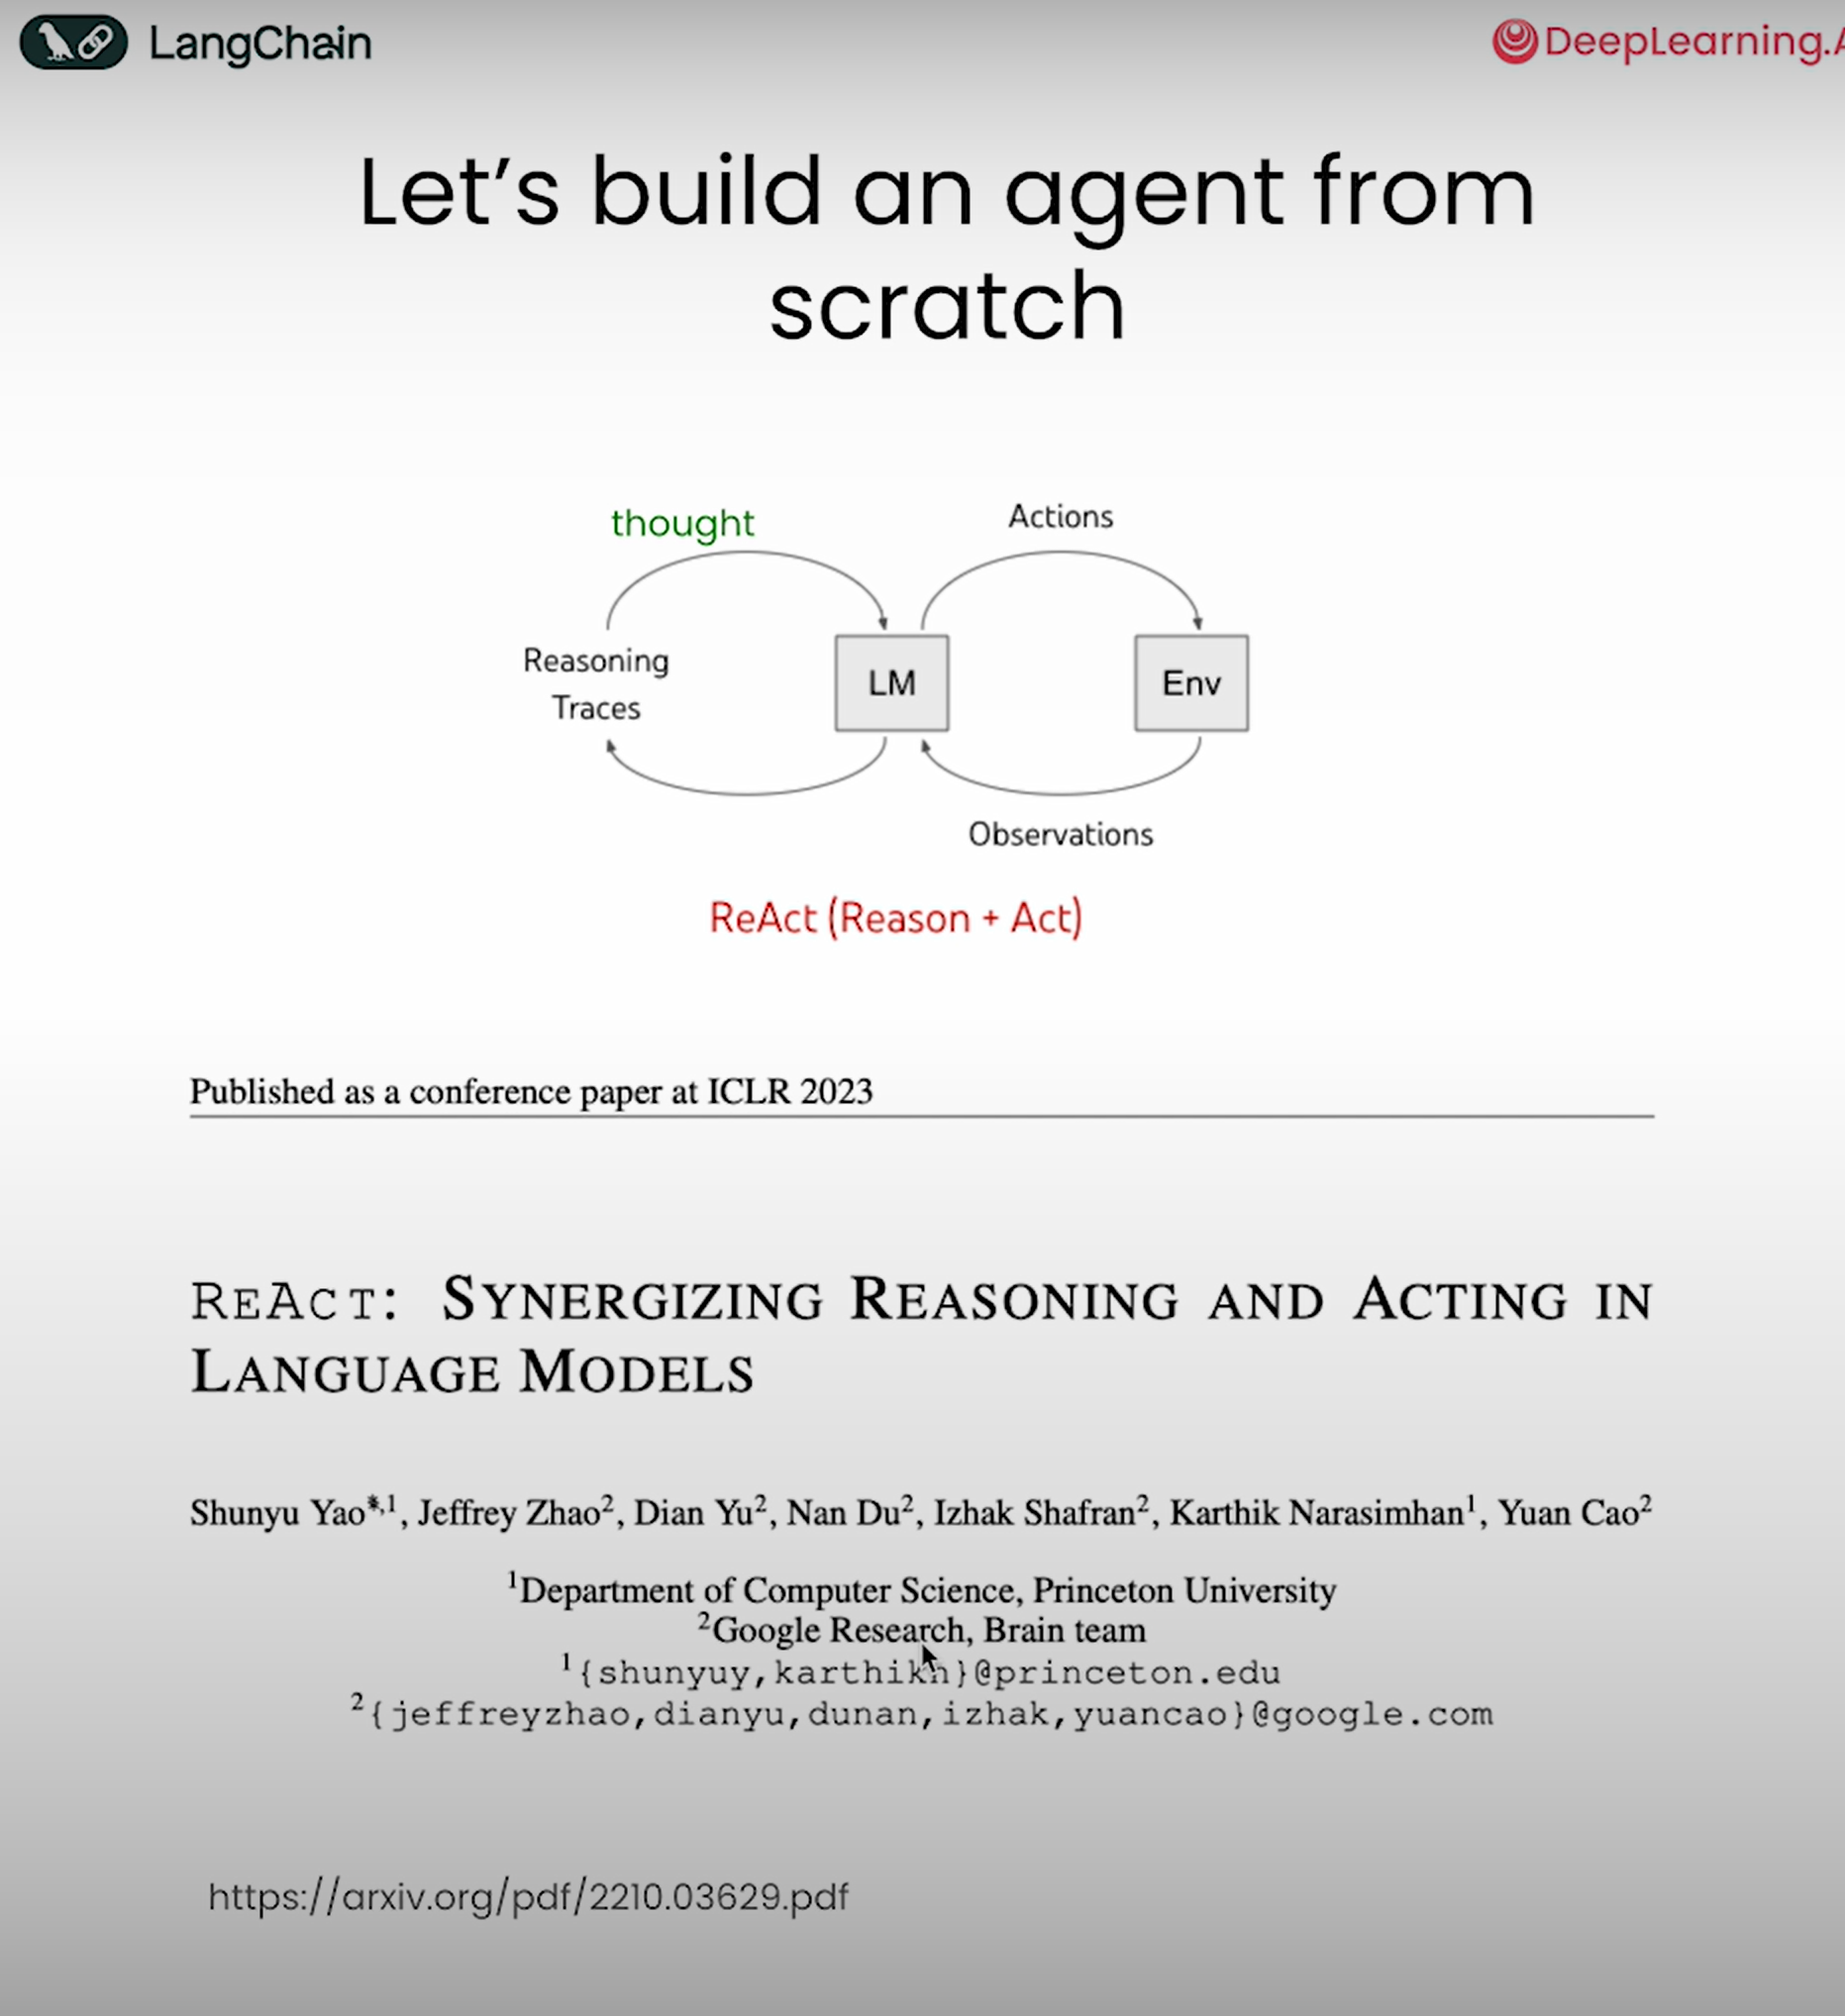 LangChain
DeepLearning.A
Let's build an agent from
scratch
thought
Actions
Reasoning
Traces
LM
Env
Observations
ReAct (Reason + Act)
Published as a conference paper at ICLR 2023
REACT: SYNERGIZING REASONING AND ACTING IN
LANGUAGE MODELS
Shunyu Yao*,1, Jeffrey Zhao2, Dian Yu2, Nan Du2, Izhak Shafran2, Karthik Narasimhan1, Yuan Cao2
1Department of Computer Science, Princeton University
2Google Research, Brain team
1{shunyuy,karthikn}@princeton.edu
2{jeffreyzhao,dianyu,dunan,izhak,yuancao}@google.com
https://arxiv.org/pdf/2210.03629.pdf